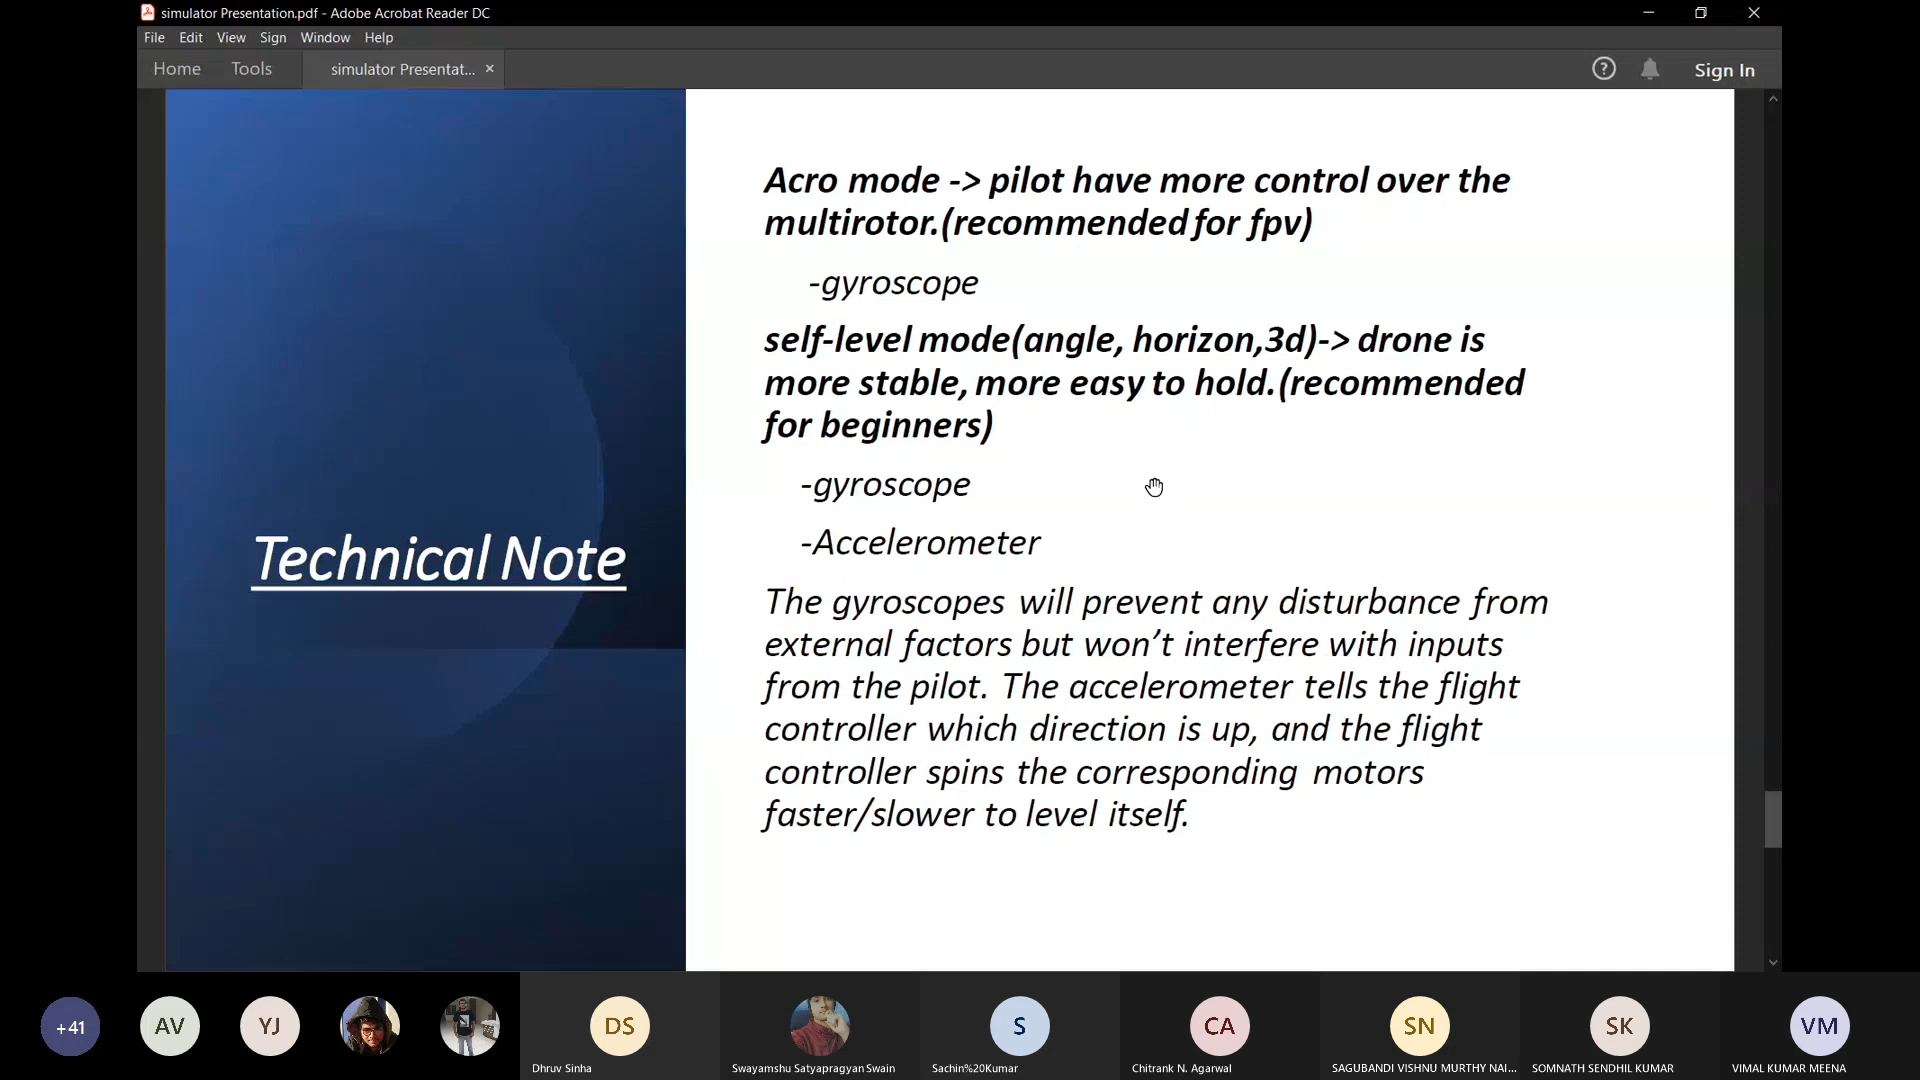 simulator Presentation.pdf - Adobe Acrobat Reader DC
File Edit View Sign Window Help
Home Tools simulator Presentat... × ? Sign In
Acro mode -> pilot have more control over the
multirotor.(recommended for fpv)
-gyroscope
self-level mode(angle, horizon,3d)-> drone is
more stable, more easy to hold.(recommended
for beginners)
-gyroscope
-Accelerometer
Technical Note
The gyroscopes will prevent any disturbance from
external factors but won’t interfere with inputs
from the pilot. The accelerometer tells the flight
controller which direction is up, and the flight
controller spins the corresponding motors
faster/slower to level itself.
+41 AV YJ DS S CA SN SK VM
Dhruv Sinha Swayamshu Satyapragyan Swain Sachin%20Kumar Chitrank N. Agarwal SAGUBANDI VISHNU MURTHY NAI... SOMNATH SENDHIL KUMAR VIMAL KUMAR MEENA